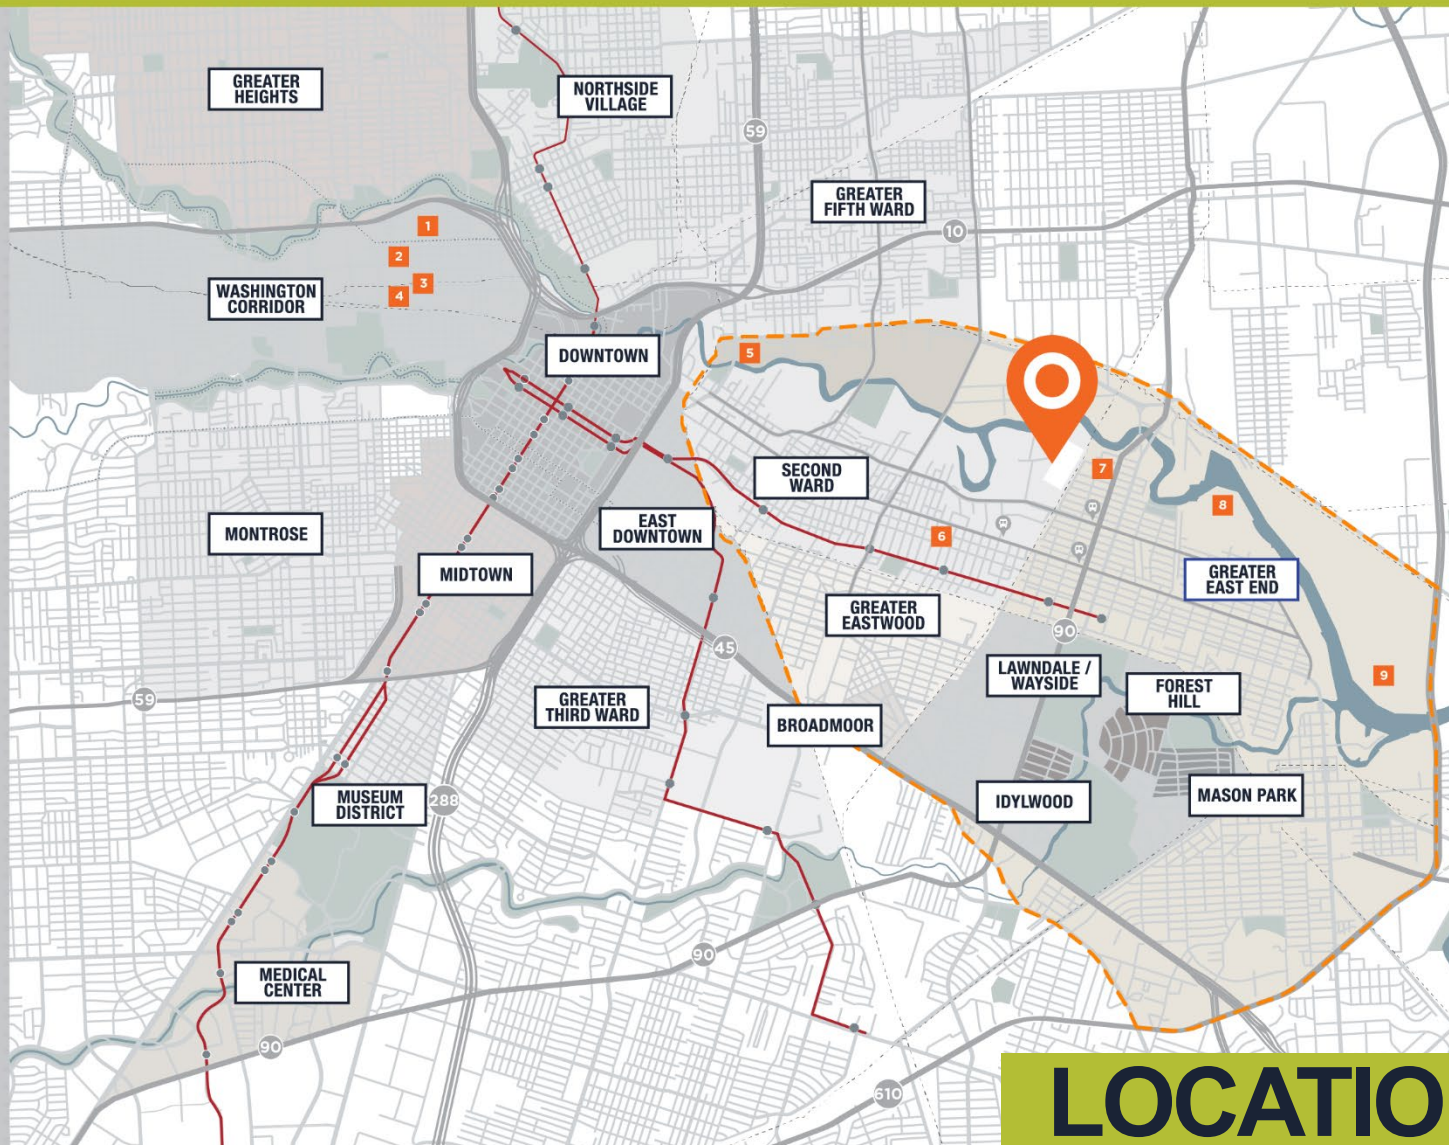 GREATER
HEIGHTS
NORTHSIDE
VILLAGE
59
GREATER
FIFTH WARD
1
10
2
WASHINGTON
CORRIDOR
3
4
DOWNTOWN
5
SECOND
WARD
7
8
MONTROSE
EAST
DOWNTOWN
6
MIDTOWN
GREATER
EAST END
GREATER
EASTWOOD
90
45
LAWNDALE /
WAYSIDE
FOREST
HILL
9
59
GREATER
THIRD WARD
BROADMOOR
MUSEUM
DISTRICT
288
IDYLWOOD
MASON PARK
90
MEDICAL
CENTER
90
610
LOCATIO